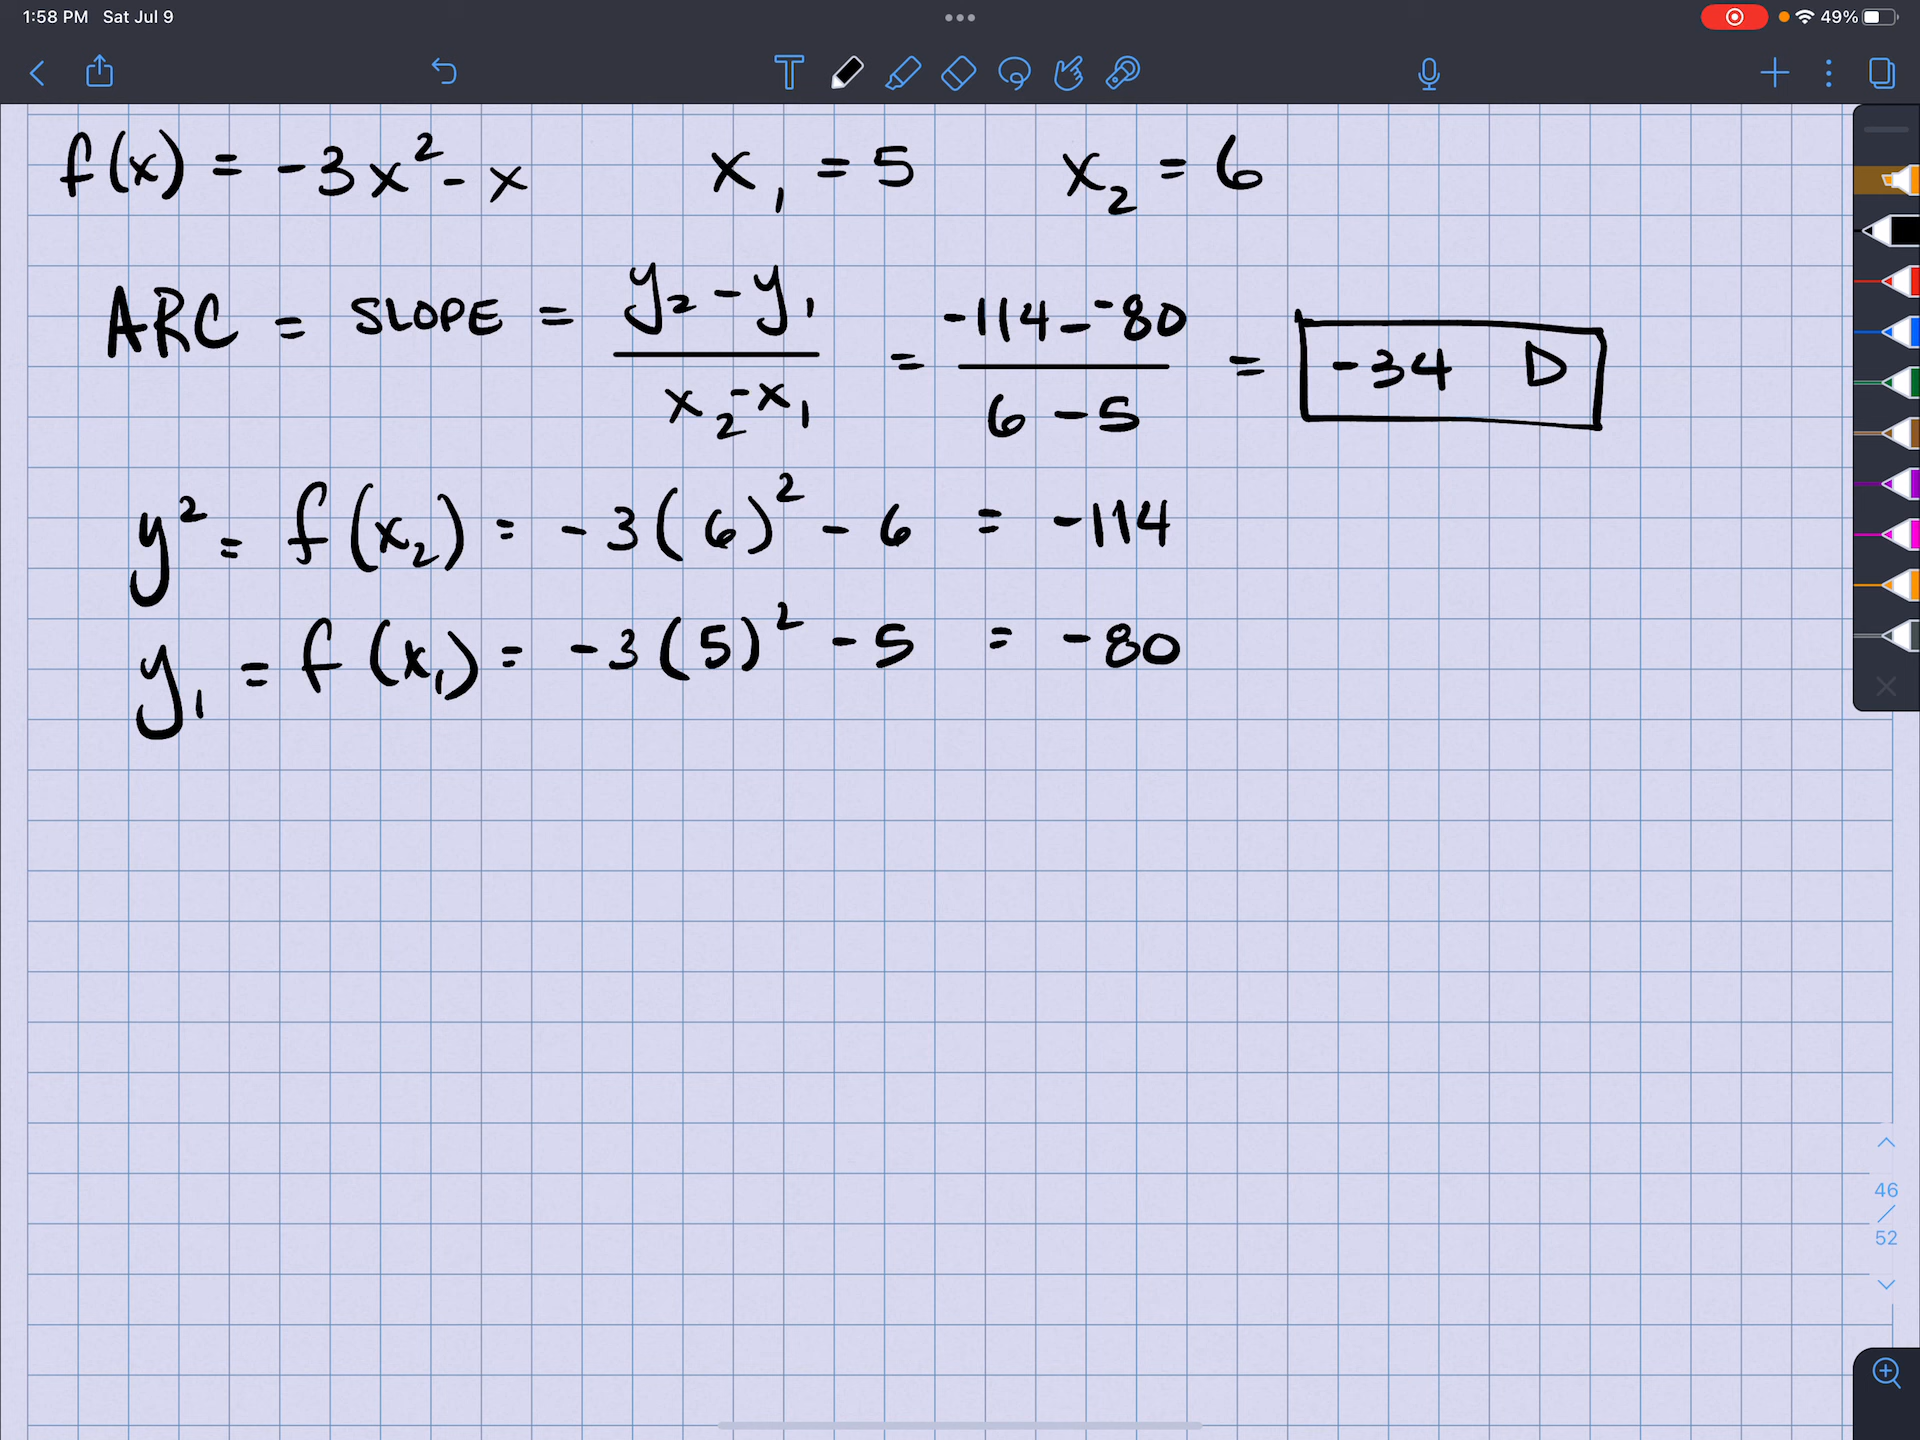 1:58 PM Sat Jul 9
49%
f(x) = -3x² - x x₁ = 5 x₂ = 6
ARC = SLOPE = y₂ - y₁ / x₂ - x₁ = -114 - ⁻80 / 6 - 5 = -34 D
y² = f(x₂) = -3(6)² - 6 = -114
y₁ = f(x₁) = -3(5)² - 5 = -80
46
/
52